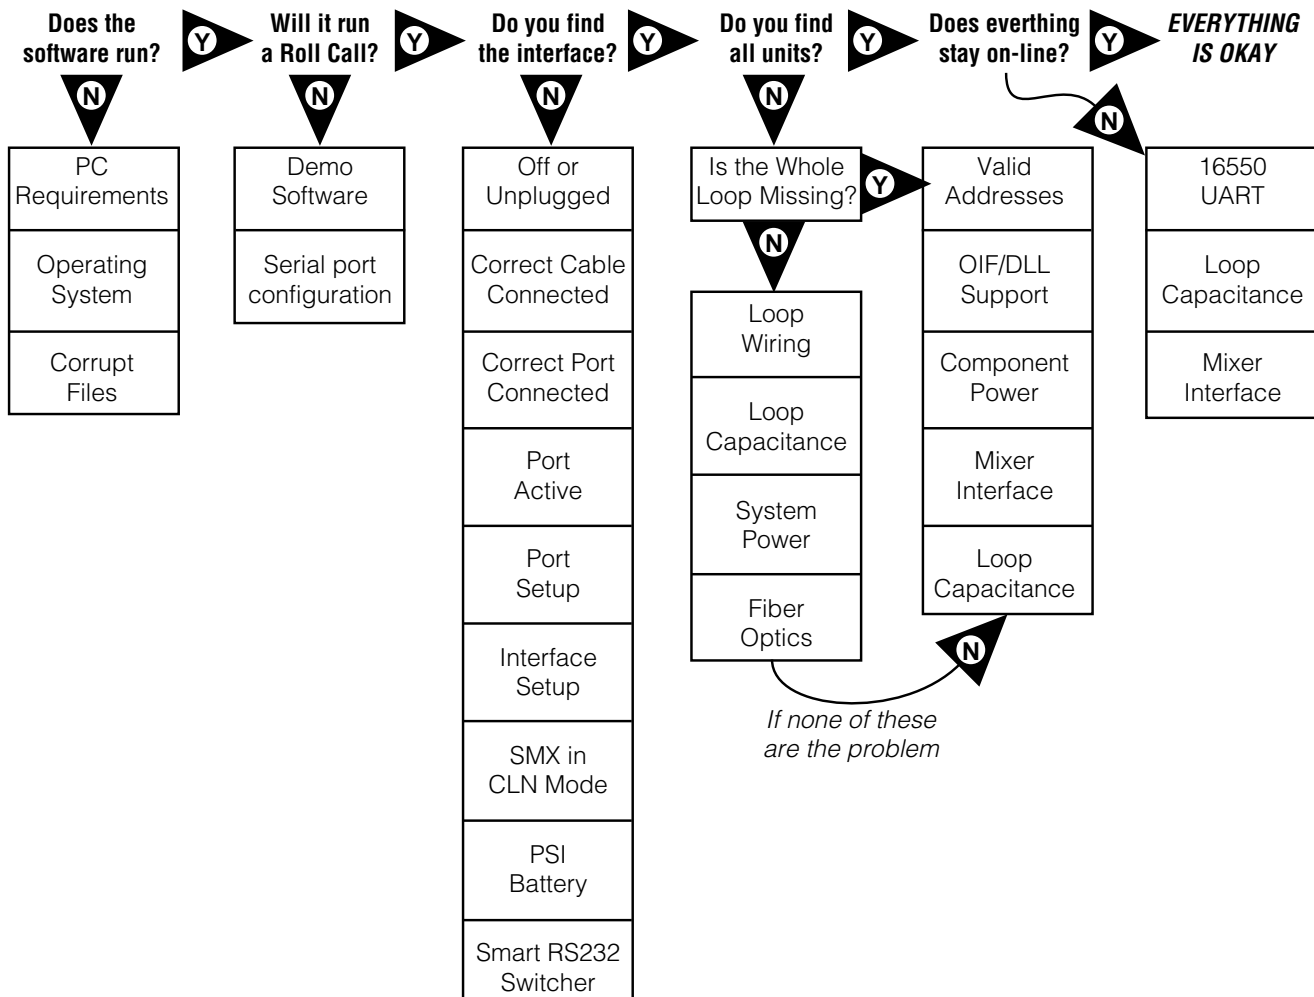 Does the
software run?
Y
Will it run
a Roll Call?
Y
Do you find
the interface?
Y
Do you find
all units?
Y
Does everthing
stay on-line?
Y
EVERYTHING
IS OKAY
N
N
N
N
N
PC
Requirements
Operating
System
Corrupt
Files
Demo
Software
Serial port
configuration
Off or
Unplugged
Correct Cable
Connected
Correct Port
Connected
Port
Active
Port
Setup
Interface
Setup
SMX in
CLN Mode
PSI
Battery
Smart RS232
Switcher
Is the Whole
Loop Missing?
Y
N
Loop
Wiring
Loop
Capacitance
System
Power
Fiber
Optics
If none of these
are the problem
N
Valid
Addresses
OIF/DLL
Support
Component
Power
Mixer
Interface
Loop
Capacitance
16550
UART
Loop
Capacitance
Mixer
Interface